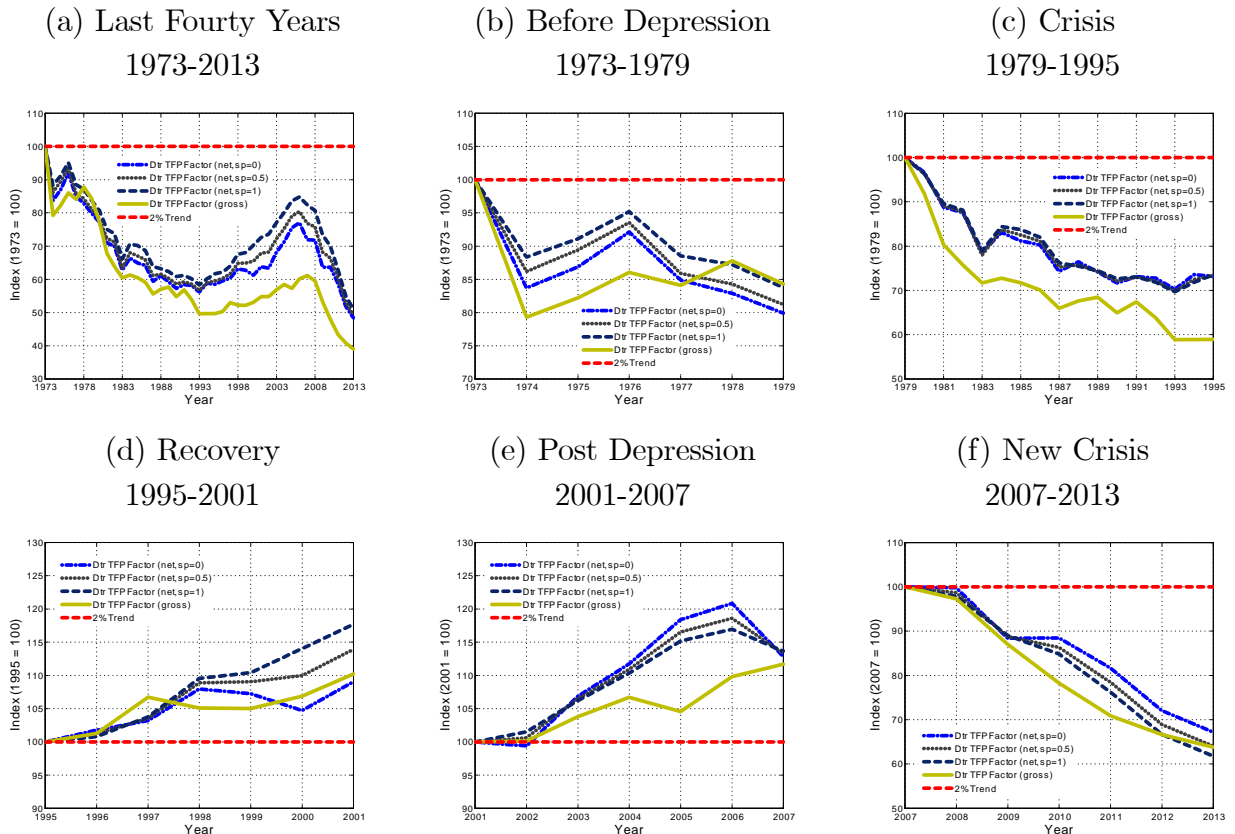 (a) Last Fourty Years
1973-2013
110
100
90
80
70
60
50
40
30
Index (1973 = 100)
Dtr TFP Factor (net,sp=0)
Dtr TFP Factor (net,sp=0.5)
Dtr TFP Factor (net,sp=1)
Dtr TFP Factor (gross)
2% Trend
1973 1978 1983 1988 1993 1998 2003 2008 2013
Year
(b) Before Depression
1973-1979
110
105
100
95
90
85
80
75
70
Index (1973 = 100)
Dtr TFP Factor (net,sp=0)
Dtr TFP Factor (net,sp=0.5)
Dtr TFP Factor (net,sp=1)
Dtr TFP Factor (gross)
2% Trend
1973 1974 1975 1976 1977 1978 1979
Year
(c) Crisis
1979-1995
110
100
90
80
70
60
50
Index (1979 = 100)
Dtr TFP Factor (net,sp=0)
Dtr TFP Factor (net,sp=0.5)
Dtr TFP Factor (net,sp=1)
Dtr TFP Factor (gross)
2% Trend
1979 1981 1983 1985 1987 1989 1991 1993 1995
Year
(d) Recovery
1995-2001
130
125
120
115
110
105
100
95
90
Index (1995 = 100)
Dtr TFP Factor (net,sp=0)
Dtr TFP Factor (net,sp=0.5)
Dtr TFP Factor (net,sp=1)
Dtr TFP Factor (gross)
2% Trend
1995 1996 1997 1998 1999 2000 2001
Year
(e) Post Depression
2001-2007
130
125
120
115
110
105
100
95
90
Index (2001 = 100)
Dtr TFP Factor (net,sp=0)
Dtr TFP Factor (net,sp=0.5)
Dtr TFP Factor (net,sp=1)
Dtr TFP Factor (gross)
2% Trend
2001 2002 2003 2004 2005 2006 2007
Year
(f) New Crisis
2007-2013
110
100
90
80
70
60
50
Index (2007 = 100)
Dtr TFP Factor (net,sp=0)
Dtr TFP Factor (net,sp=0.5)
Dtr TFP Factor (net,sp=1)
Dtr TFP Factor (gross)
2% Trend
2007 2008 2009 2010 2011 2012 2013
Year